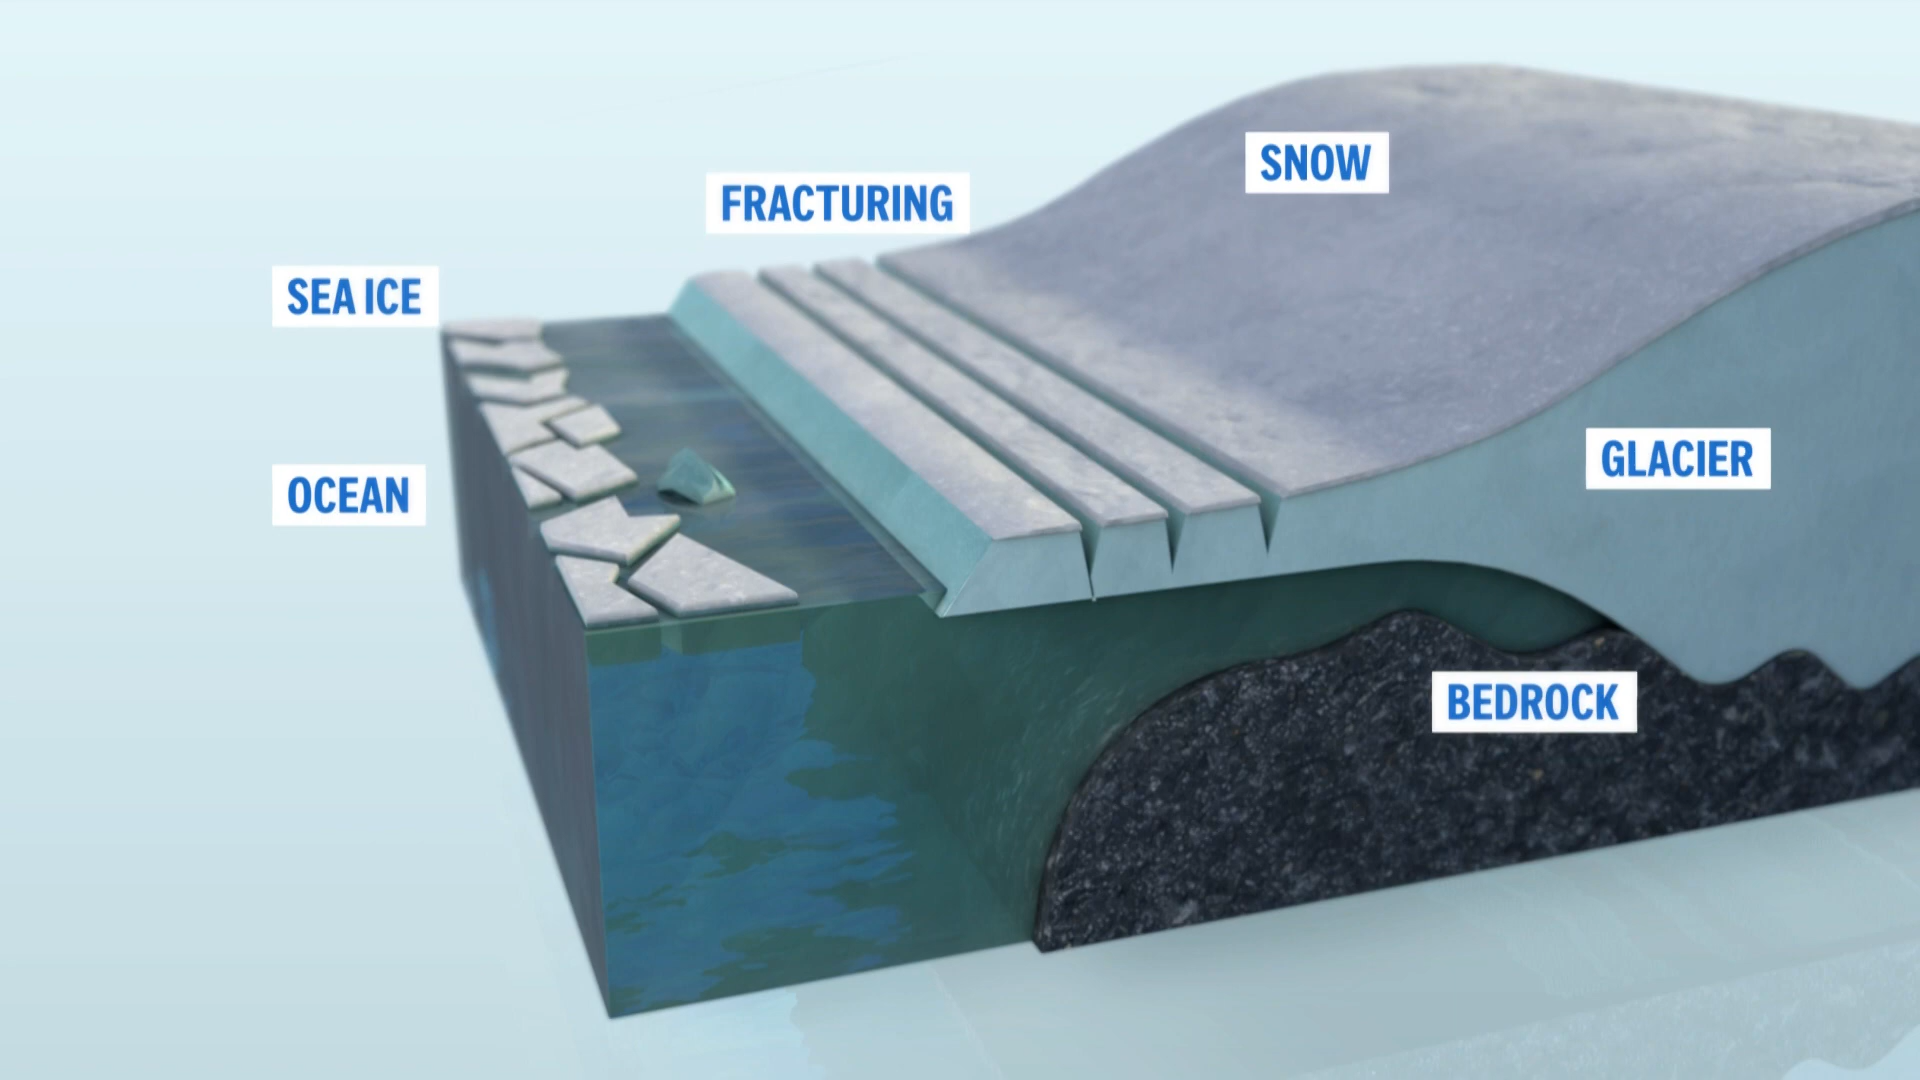 SNOW
FRACTURING
SEA ICE
GLACIER
OCEAN
BEDROCK